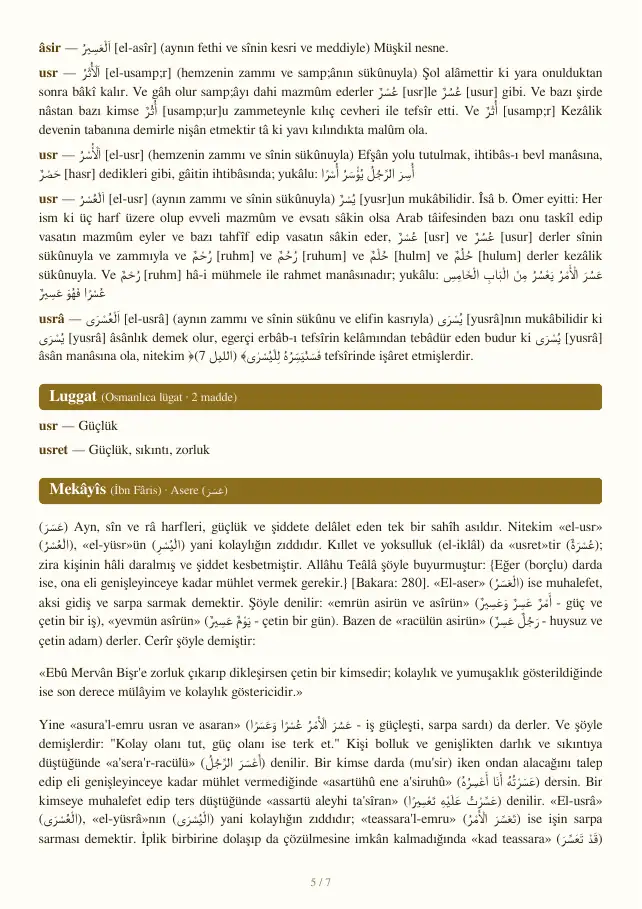 âsir — اَلْعَسِيرُ [el-asîr] (aynın fethi ve sînin kesri ve meddiyle) Müşkil nesne.
usr — اَلْأُثْرُ [el-usamp;r] (hemzenin zammı ve samp;ânın sükûnuyla) Şol alâmettir ki yara onulduktan
sonra bâkî kalır. Ve gâh olur samp;âyı dahi mazmûm ederler عُسْرٌ [usr]le عُسُرٌ [usur] gibi. Ve bazı şirde
nâstan bazı kimse أُثُرٌ [usamp;ur]u zammeteynle kılıç cevheri ile tefsîr etti. Ve أُثْرٌ [usamp;r] Kezâlik
devenin tabanına demirle nişân etmektir tâ ki yavı kılındıkta malûm ola.
usr — اَلْأُسْرُ [el-usr] (hemzenin zammı ve sînin sükûnuyla) Efşân yolu tutulmak, ihtibâs-ı bevl manâsına,
حَصْرٌ [hasr] dedikleri gibi, gâitin ihtibâsında; yukâlu: أُسِرَ الرَّجُلُ يُؤْسَرُ أُسْرًا
usr — اَلْعُسْرُ [el-usr] (aynın zammı ve sînin sükûnuyla) يُسْرٌ [yusr]un mukâbilidir. Îsâ b. Ömer eyitti: Her
ism ki üç harf üzere olup evveli mazmûm ve evsatı sâkin olsa Arab tâifesinden bazı onu taskîl edip
vasatın mazmûm eyler ve bazı tahfîf edip vasatın sâkin eder, عُسْرٌ [usr] ve عُسُرٌ [usur] derler sînin
sükûnuyla ve zammıyla ve رُحْمٌ [ruhm] ve رُحُمٌ [ruhum] ve حُلْمٌ [hulm] ve حُلُمٌ [hulum] derler kezâlik
sükûnuyla. Ve رُحْمٌ [ruhm] hâ-i mühmele ile rahmet manâsınadır; yukâlu: عَسُرَ الْأَمْرُ يَعْسُرُ مِنَ الْبَابِ الْخَامِسِ
عُسْرًا فَهُوَ عَسِيرٌ
usrâ — اَلْعُسْرَى [el-usrâ] (aynın zammı ve sînin sükûnu ve elifin kasrıyla) يُسْرَى [yusrâ]nın mukâbilidir ki
يُسْرَى [yusrâ] âsânlık demek olur, egerçi erbâb-ı tefsîrin kelâmından tebâdür eden budur ki يُسْرَى [yusrâ]
âsân manâsına ola, nitekim ﴿فَسَنُيَسِّرُهُ لِلْيُسْرَى﴾ (الليل 7) tefsîrinde işâret etmişlerdir.
Luggat (Osmanlıca lügat · 2 madde)
usr — Güçlük
usret — Güçlük, sıkıntı, zorluk
Mekâyîs (İbn Fâris) · Asere (عَسَرَ)
(عَسَرَ) Ayn, sîn ve râ harfleri, güçlük ve şiddete delâlet eden tek bir sahîh asıldır. Nitekim «el-usr»
(الْعُسْرُ), «el-yüsr»ün (الْيُسْرِ) yani kolaylığın zıddıdır. Kıllet ve yoksulluk (el-iklâl) da «usret»tir (عُسْرَةٌ);
zira kişinin hâli daralmış ve şiddet kesbetmiştir. Allâhu Teâlâ şöyle buyurmuştur: {Eğer (borçlu) darda
ise, ona eli genişleyinceye kadar mühlet vermek gerekir.} [Bakara: 280]. «El-aser» (الْعَسَرُ) ise muhalefet,
aksi gidiş ve sarpa sarmak demektir. Şöyle denilir: «emrün asirün ve asîrün» (أَمْرٌ عَسِرٌ وَعَسِيرٌ - güç ve
çetin bir iş), «yevmün asîrün» (يَوْمٌ عَسِيرٌ - çetin bir gün). Bazen de «racülün asirün» (رَجُلٌ عَسِرٌ - huysuz ve
çetin adam) derler. Cerîr şöyle demiştir:
«Ebû Mervân Bişr'e zorluk çıkarıp dikleşirsen çetin bir kimsedir; kolaylık ve yumuşaklık gösterildiğinde
ise son derece mülâyim ve kolaylık göstericidir.»
Yine «asura'l-emru usran ve asaran» (عَسُرَ الْأَمْرُ عُسْرًا وَعَسَرًا - iş güçleşti, sarpa sardı) da derler. Ve şöyle
demişlerdir: "Kolay olanı tut, güç olanı ise terk et." Kişi bolluk ve genişlikten darlık ve sıkıntıya
düştüğünde «a'sera'r-racülü» (أَعْسَرَ الرَّجُلُ) denilir. Bir kimse darda (mu'sir) iken ondan alacağını talep
edip eli genişleyinceye kadar mühlet vermediğinde «asartühû ene a'siruhû» (عَسَرْتُهُ أَنَا أَعْسِرُهُ) dersin. Bir
kimseye muhalefet edip ters düştüğünde «assartü aleyhi ta'sîran» (عَسَّرْتُ عَلَيْهِ تَعْسِيرًا) denilir. «El-usrâ»
(الْعُسْرَى), «el-yüsrâ»nın (الْيُسْرَى) yani kolaylığın zıddıdır; «teassara'l-emru» (تَعَسَّرَ الْأَمْرُ) ise işin sarpa
sarması demektir. İplik birbirine dolaşıp da çözülmesine imkân kalmadığında «kad teassara» (قَدْ تَعَسَّرَ)
5 / 7